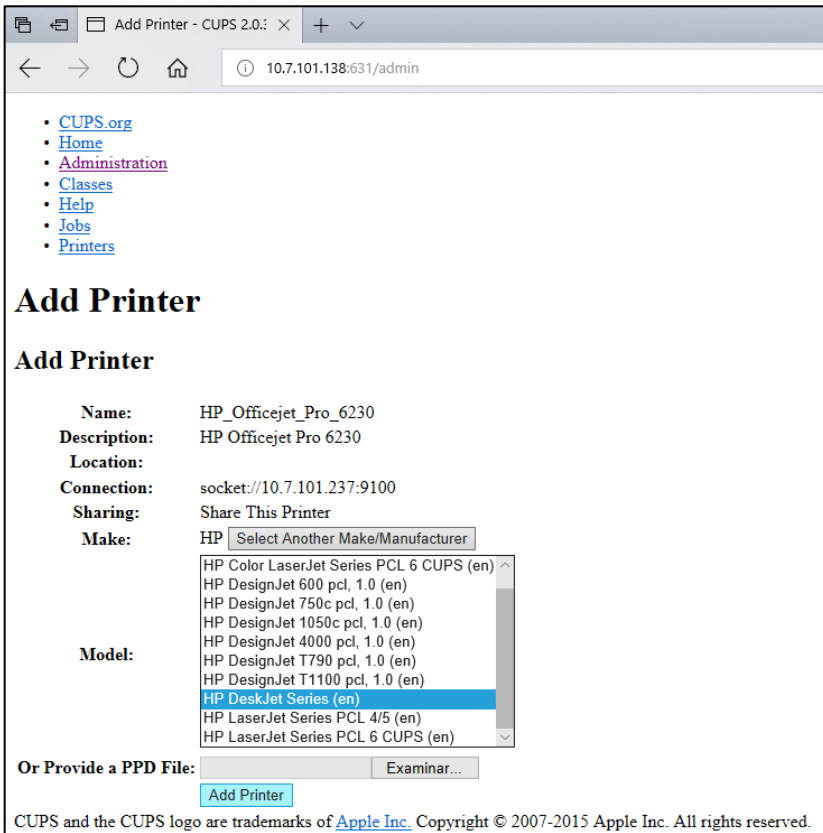 Add Printer - CUPS 2.0.:
10.7.101.138:631/admin
• CUPS.org
• Home
• Administration
• Classes
• Help
• Jobs
• Printers
Add Printer
Add Printer
Name: HP_Officejet_Pro_6230
Description: HP Officejet Pro 6230
Location:
Connection: socket://10.7.101.237:9100
Sharing: Share This Printer
Make: HP Select Another Make/Manufacturer
Model:
HP Color LaserJet Series PCL 6 CUPS (en)
HP DesignJet 600 pcl, 1.0 (en)
HP DesignJet 750c pcl, 1.0 (en)
HP DesignJet 1050c pcl, 1.0 (en)
HP DesignJet 4000 pcl, 1.0 (en)
HP DesignJet T790 pcl, 1.0 (en)
HP DesignJet T1100 pcl, 1.0 (en)
HP DeskJet Series (en)
HP LaserJet Series PCL 4/5 (en)
HP LaserJet Series PCL 6 CUPS (en)
Or Provide a PPD File: Examinar...
Add Printer
CUPS and the CUPS logo are trademarks of Apple Inc. Copyright © 2007-2015 Apple Inc. All rights reserved.